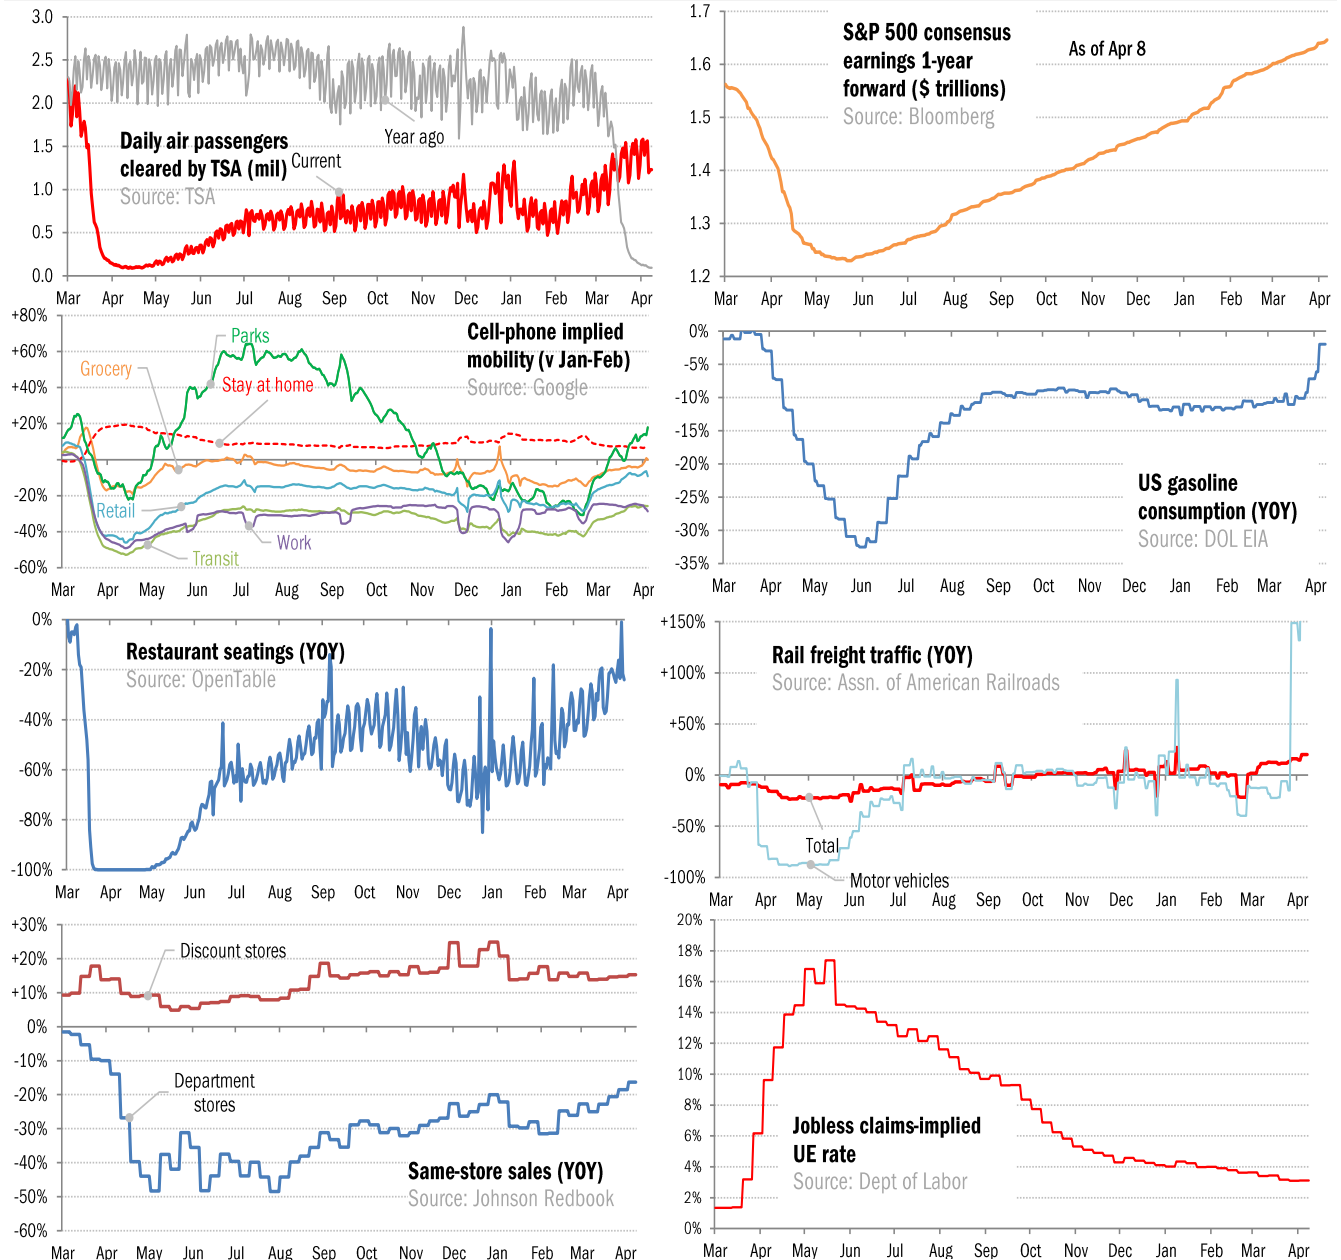 3.0
2.5
2.0
1.5
1.0
0.5
0.0
Daily air passengers
cleared by TSA (mil)
Source: TSA
Current
Year ago
Mar Apr May Jun Jul Aug Sep Oct Nov Dec Jan Feb Mar Apr
1.7
1.6
1.5
1.4
1.3
1.2
S&P 500 consensus
earnings 1-year
forward ($ trillions)
Source: Bloomberg
As of Apr 8
Mar Apr May Jun Jul Aug Sep Oct Nov Dec Jan Feb Mar Apr
+80%
+60%
+40%
+20%
-20%
-40%
-60%
Cell-phone implied
mobility (v Jan-Feb)
Source: Google
Parks
Grocery
Stay at home
Retail
Work
Transit
Mar Apr May Jun Jul Aug Sep Oct Nov Dec Jan Feb Mar Apr
0%
-5%
-10%
-15%
-20%
-25%
-30%
-35%
US gasoline
consumption (YOY)
Source: DOL EIA
Mar Apr May Jun Jul Aug Sep Oct Nov Dec Jan Feb Mar Apr
0%
-20%
-40%
-60%
-80%
-100%
Restaurant seatings (YOY)
Source: OpenTable
Mar Apr May Jun Jul Aug Sep Oct Nov Dec Jan Feb Mar Apr
+150%
+100%
+50%
0%
-50%
-100%
Rail freight traffic (YOY)
Source: Assn. of American Railroads
Total
Motor vehicles
Mar Apr May Jun Jul Aug Sep Oct Nov Dec Jan Feb Mar Apr
+30%
+20%
+10%
0%
-10%
-20%
-30%
-40%
-50%
-60%
Discount stores
Department
stores
Same-store sales (YOY)
Source: Johnson Redbook
Mar Apr May Jun Jul Aug Sep Oct Nov Dec Jan Feb Mar Apr
20%
18%
16%
14%
12%
10%
8%
6%
4%
2%
0%
Jobless claims-implied
UE rate
Source: Dept of Labor
Mar Apr May Jun Jul Aug Sep Oct Nov Dec Jan Feb Mar Apr